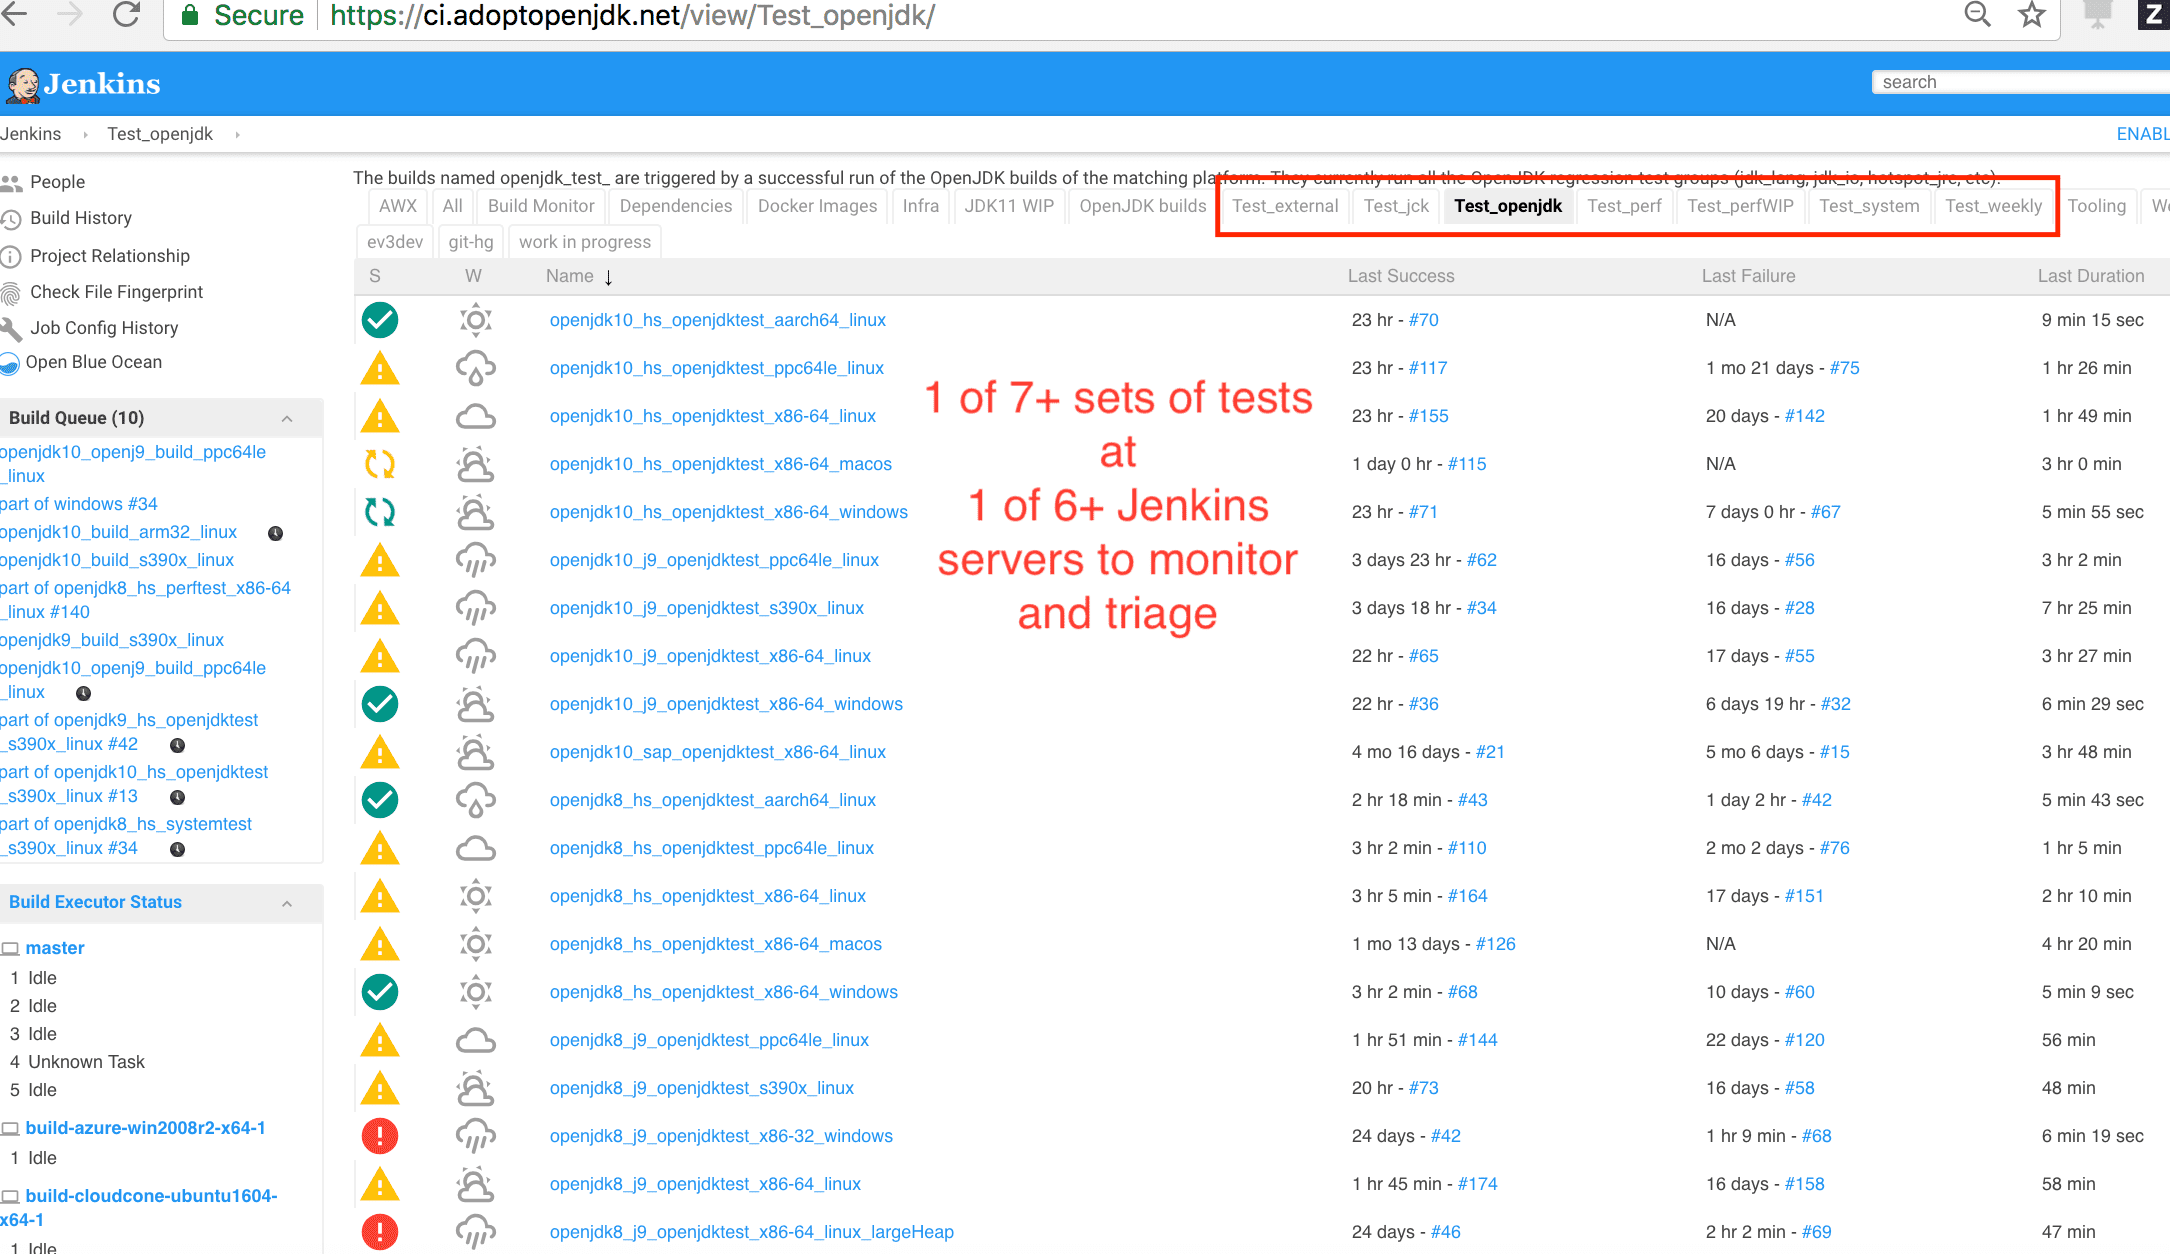 Secure https://ci.adoptopenjdk.net/view/Test_openjdk/
Z
Jenkins
search
Jenkins Test_openjdk
ENABL
People
Build History
Project Relationship
Check File Fingerprint
Job Config History
Open Blue Ocean
Build Queue (10)
openjdk10_openj9_build_ppc64le
_linux
part of windows #34
openjdk10_build_arm32_linux
openjdk10_build_s390x_linux
part of openjdk8_hs_perftest_x86-64
_linux #140
openjdk9_build_s390x_linux
openjdk10_openj9_build_ppc64le
_linux
part of openjdk9_hs_openjdktest
_s390x_linux #42
part of openjdk10_hs_openjdktest
_s390x_linux #13
part of openjdk8_hs_systemtest
_s390x_linux #34
Build Executor Status
master
1 Idle
2 Idle
3 Idle
4 Unknown Task
5 Idle
build-azure-win2008r2-x64-1
1 Idle
build-cloudcone-ubuntu1604-
x64-1
1 Idle
The builds named openjdk_test_ are triggered by a successful run of the OpenJDK builds of the matching platform. They currently run all the OpenJDK regression test groups (jdk_lang, jdk_io, hotspot_jre, etc).
AWX All Build Monitor Dependencies Docker Images Infra JDK11 WIP OpenJDK builds Test_external Test_jck Test_openjdk Test_perf Test_perfWIP Test_system Test_weekly Tooling We
ev3dev git-hg work in progress
S W Name ↓ Last Success Last Failure Last Duration
openjdk10_hs_openjdktest_aarch64_linux 23 hr - #70 N/A 9 min 15 sec
openjdk10_hs_openjdktest_ppc64le_linux 23 hr - #117 1 mo 21 days - #75 1 hr 26 min
openjdk10_hs_openjdktest_x86-64_linux 23 hr - #155 20 days - #142 1 hr 49 min
openjdk10_hs_openjdktest_x86-64_macos 1 day 0 hr - #115 N/A 3 hr 0 min
openjdk10_hs_openjdktest_x86-64_windows 23 hr - #71 7 days 0 hr - #67 5 min 55 sec
openjdk10_j9_openjdktest_ppc64le_linux 3 days 23 hr - #62 16 days - #56 3 hr 2 min
openjdk10_j9_openjdktest_s390x_linux 3 days 18 hr - #34 16 days - #28 7 hr 25 min
openjdk10_j9_openjdktest_x86-64_linux 22 hr - #65 17 days - #55 3 hr 27 min
openjdk10_j9_openjdktest_x86-64_windows 22 hr - #36 6 days 19 hr - #32 6 min 29 sec
openjdk10_sap_openjdktest_x86-64_linux 4 mo 16 days - #21 5 mo 6 days - #15 3 hr 48 min
openjdk8_hs_openjdktest_aarch64_linux 2 hr 18 min - #43 1 day 2 hr - #42 5 min 43 sec
openjdk8_hs_openjdktest_ppc64le_linux 3 hr 2 min - #110 2 mo 2 days - #76 1 hr 5 min
openjdk8_hs_openjdktest_x86-64_linux 3 hr 5 min - #164 17 days - #151 2 hr 10 min
openjdk8_hs_openjdktest_x86-64_macos 1 mo 13 days - #126 N/A 4 hr 20 min
openjdk8_hs_openjdktest_x86-64_windows 3 hr 2 min - #68 10 days - #60 5 min 9 sec
openjdk8_j9_openjdktest_ppc64le_linux 1 hr 51 min - #144 22 days - #120 56 min
openjdk8_j9_openjdktest_s390x_linux 20 hr - #73 16 days - #58 48 min
openjdk8_j9_openjdktest_x86-32_windows 24 days - #42 1 hr 9 min - #68 6 min 19 sec
openjdk8_j9_openjdktest_x86-64_linux 1 hr 45 min - #174 16 days - #158 58 min
openjdk8_j9_openjdktest_x86-64_linux_largeHeap 24 days - #46 2 hr 2 min - #69 47 min
1 of 7+ sets of tests
at
1 of 6+ Jenkins
servers to monitor
and triage